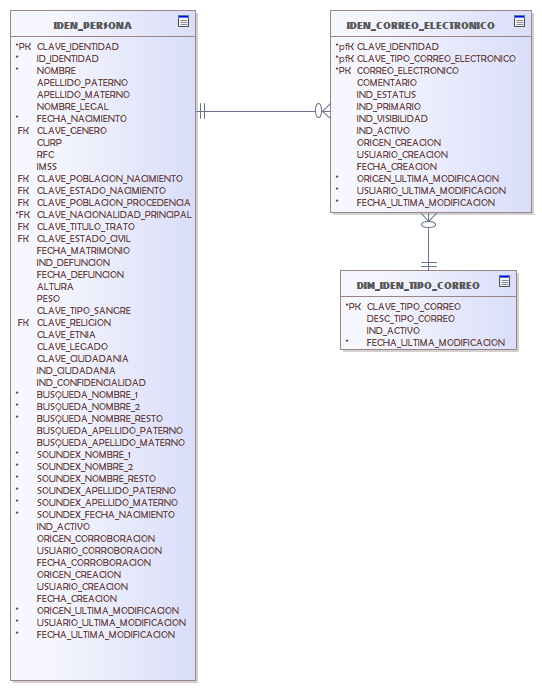 IDEN_PERSONA
*PK CLAVE_IDENTIDAD
* ID_IDENTIDAD
* NOMBRE
APELLIDO_PATERNO
APELLIDO_MATERNO
NOMBRE_LEGAL
* FECHA_NACIMIENTO
FK CLAVE_GENERO
CURP
RFC
IMSS
FK CLAVE_POBLACION_NACIMIENTO
FK CLAVE_ESTADO_NACIMIENTO
FK CLAVE_POBLACION_PROCEDENCIA
*FK CLAVE_NACIONALIDAD_PRINCIPAL
FK CLAVE_TITULO_TRATO
FK CLAVE_ESTADO_CIVIL
FECHA_MATRIMONIO
IND_DEFUNCION
FECHA_DEFUNCION
ALTURA
PESO
CLAVE_TIPO_SANGRE
FK CLAVE_RELIGION
CLAVE_ETNIA
CLAVE_LEGADO
CLAVE_CIUDADANIA
IND_CIUDADANIA
IND_CONFIDENCIALIDAD
* BUSQUEDA_NOMBRE_1
* BUSQUEDA_NOMBRE_2
* BUSQUEDA_NOMBRE_RESTO
BUSQUEDA_APELLIDO_PATERNO
BUSQUEDA_APELLIDO_MATERNO
* SOUNDEX_NOMBRE_1
* SOUNDEX_NOMBRE_2
* SOUNDEX_NOMBRE_RESTO
* SOUNDEX_APELLIDO_PATERNO
* SOUNDEX_APELLIDO_MATERNO
* SOUNDEX_FECHA_NACIMIENTO
IND_ACTIVO
ORIGEN_CORROBORACION
USUARIO_CORROBORACION
FECHA_CORROBORACION
ORIGEN_CREACION
USUARIO_CREACION
FECHA_CREACION
* ORIGEN_ULTIMA_MODIFICACION
* USUARIO_ULTIMA_MODIFICACION
* FECHA_ULTIMA_MODIFICACION
IDEN_CORREO_ELECTRONICO
*pfK CLAVE_IDENTIDAD
*pfK CLAVE_TIPO_CORREO_ELECTRONICO
*PK CORREO_ELECTRONICO
COMENTARIO
IND_ESTATUS
IND_PRIMARIO
IND_VISIBILIDAD
IND_ACTIVO
ORIGEN_CREACION
USUARIO_CREACION
FECHA_CREACION
* ORIGEN_ULTIMA_MODIFICACION
* USUARIO_ULTIMA_MODIFICACION
* FECHA_ULTIMA_MODIFICACION
DIM_IDEN_TIPO_CORREO
*PK CLAVE_TIPO_CORREO
DESC_TIPO_CORREO
IND_ACTIVO
* FECHA_ULTIMA_MODIFICACION